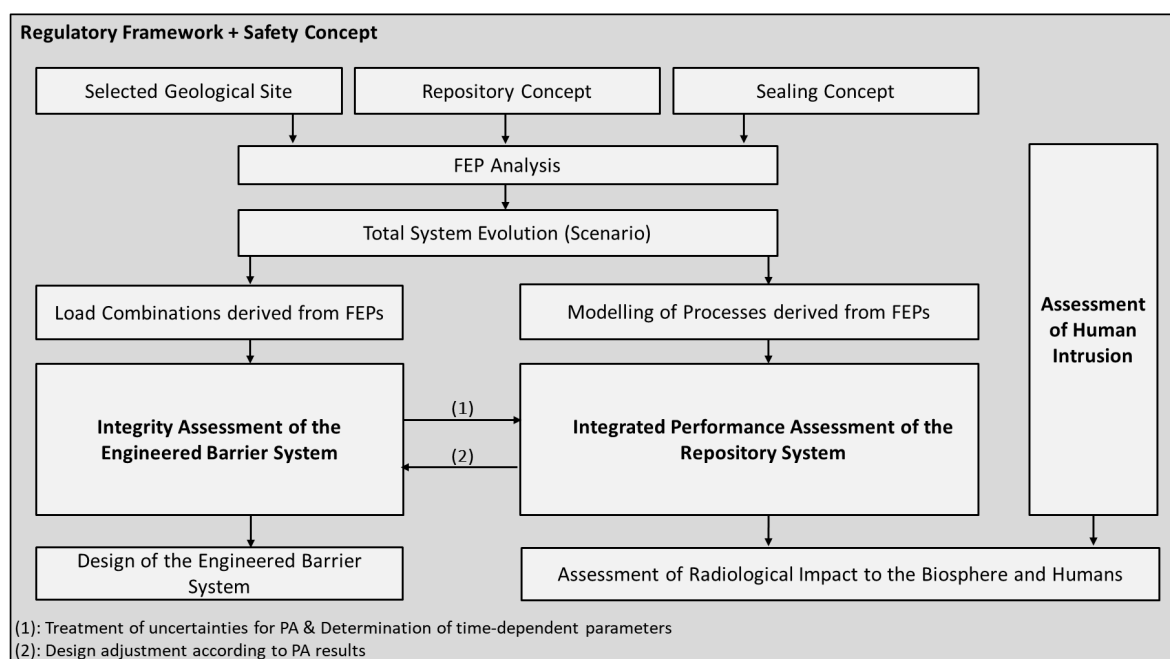 Regulatory Framework + Safety Concept
Selected Geological Site
Repository Concept
Sealing Concept
FEP Analysis
Total System Evolution (Scenario)
Load Combinations derived from FEPs
Modelling of Processes derived from FEPs
Assessment
of Human
Intrusion
Integrity Assessment of the
Engineered Barrier System
(1)
(2)
Integrated Performance Assessment of the
Repository System
Design of the Engineered Barrier
System
Assessment of Radiological Impact to the Biosphere and Humans
(1): Treatment of uncertainties for PA & Determination of time-dependent parameters
(2): Design adjustment according to PA results